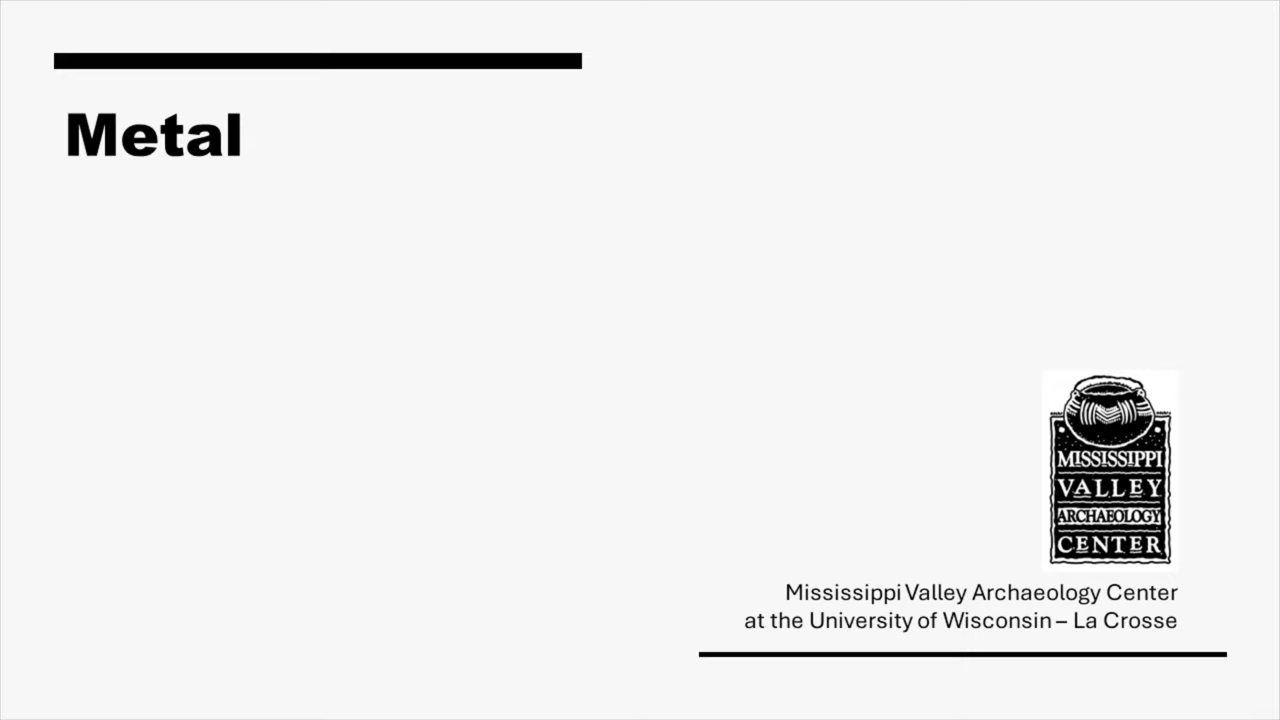 Metal
MISSISSIPPI
VALLEY
ARCHAEOLOGY
CENTER
Mississippi Valley Archaeology Center
at the University of Wisconsin – La Crosse